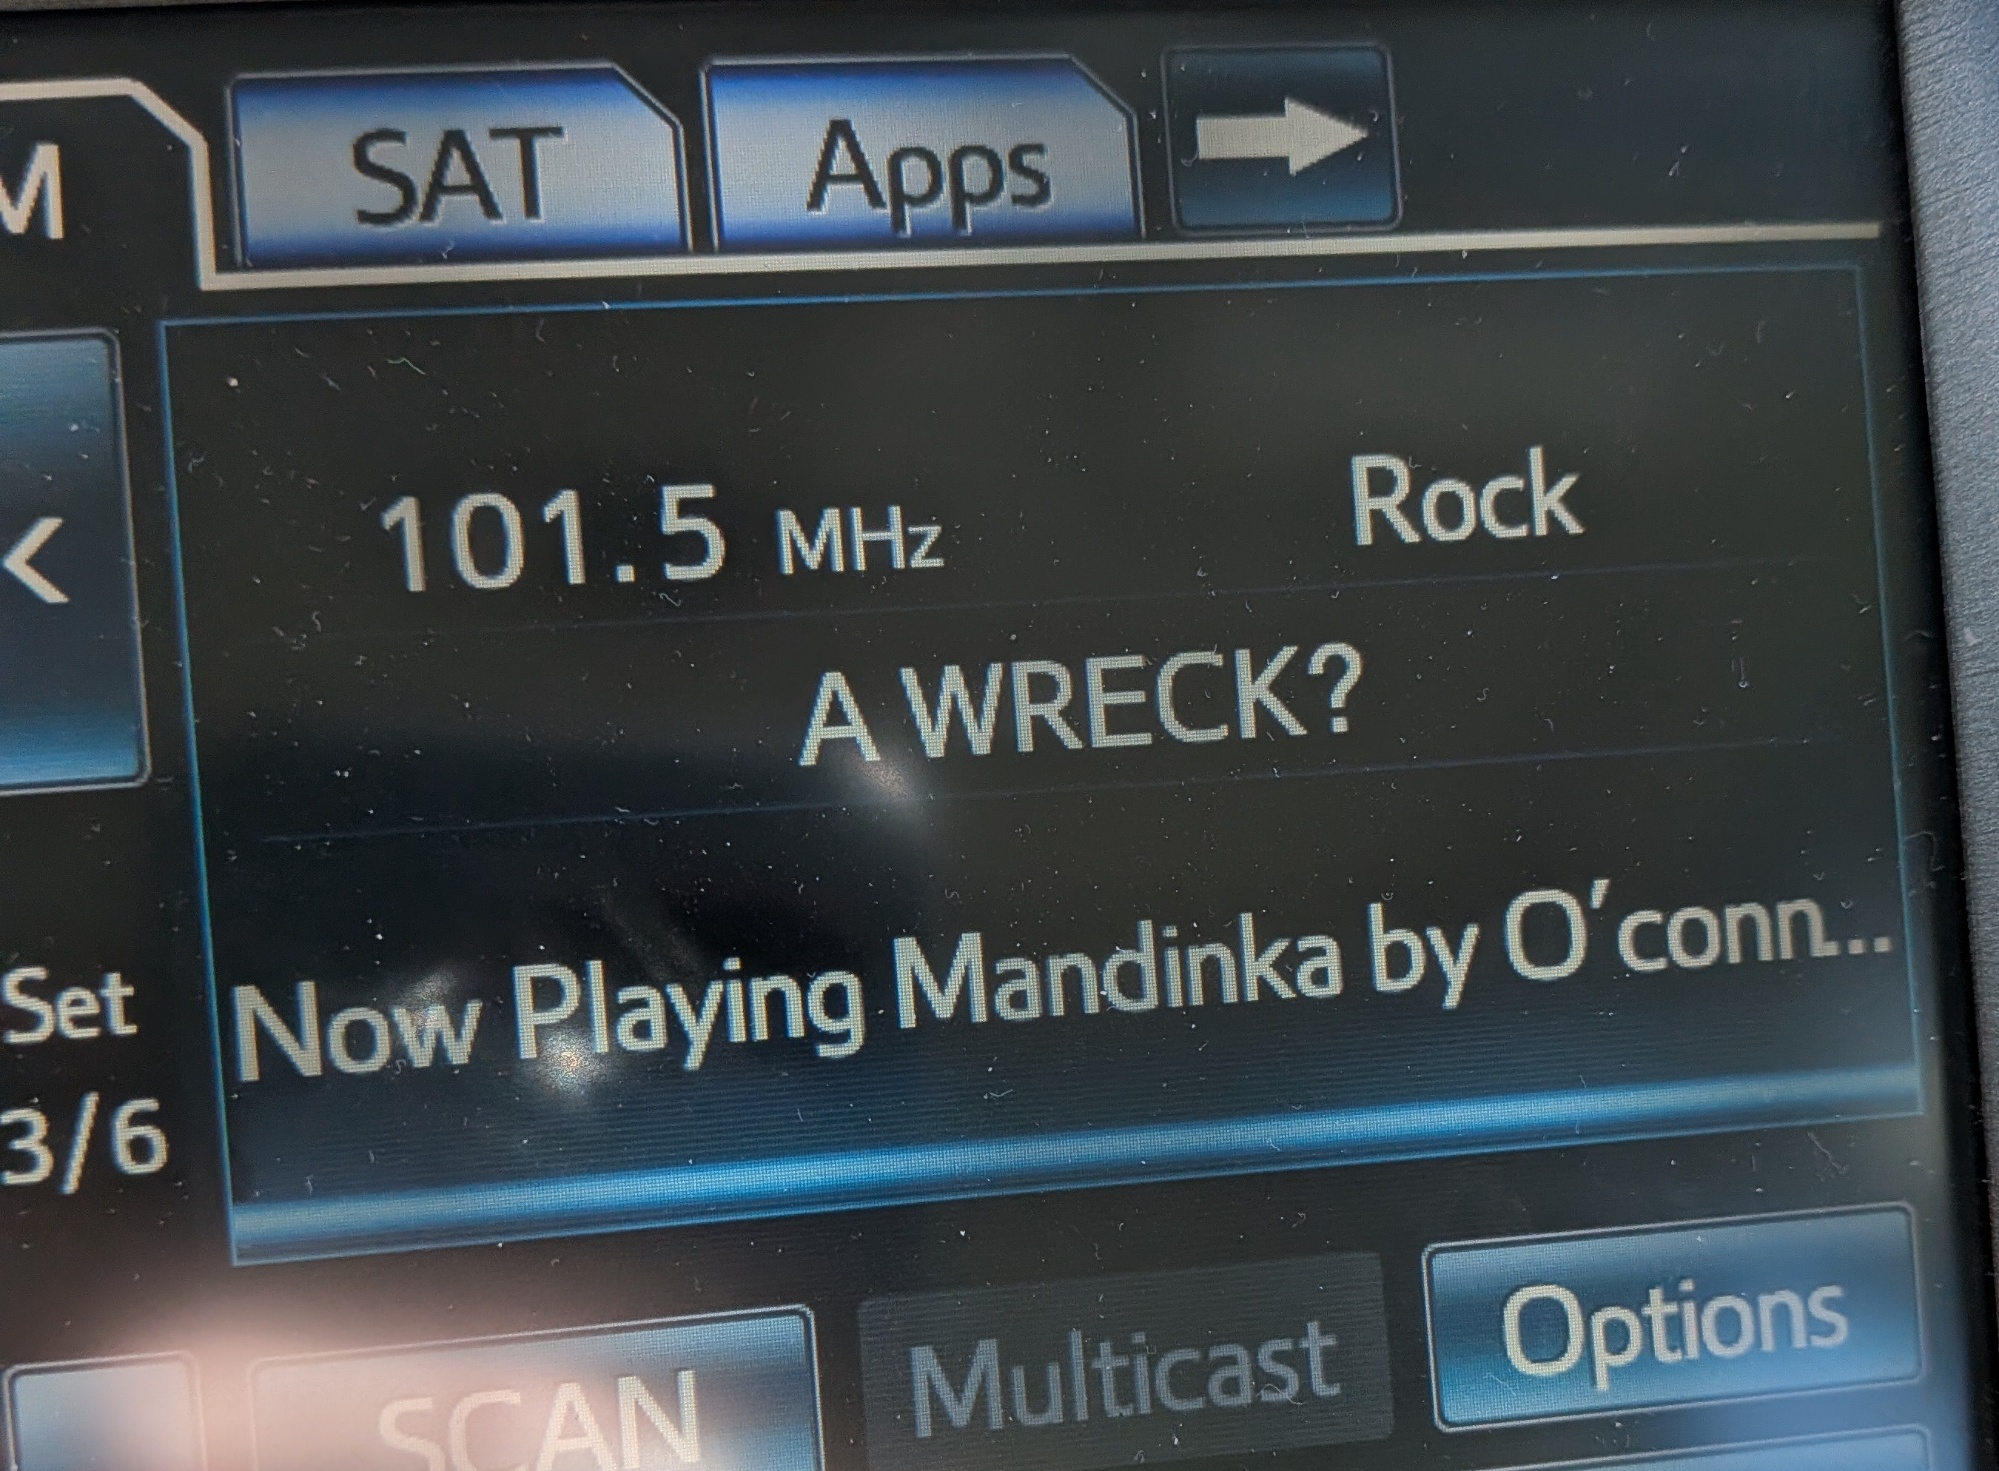 M SAT Apps
101.5 MHz Rock
A WRECK?
Now Playing Mandinka by O'conn...
Set
3/6
SCAN Multicast Options